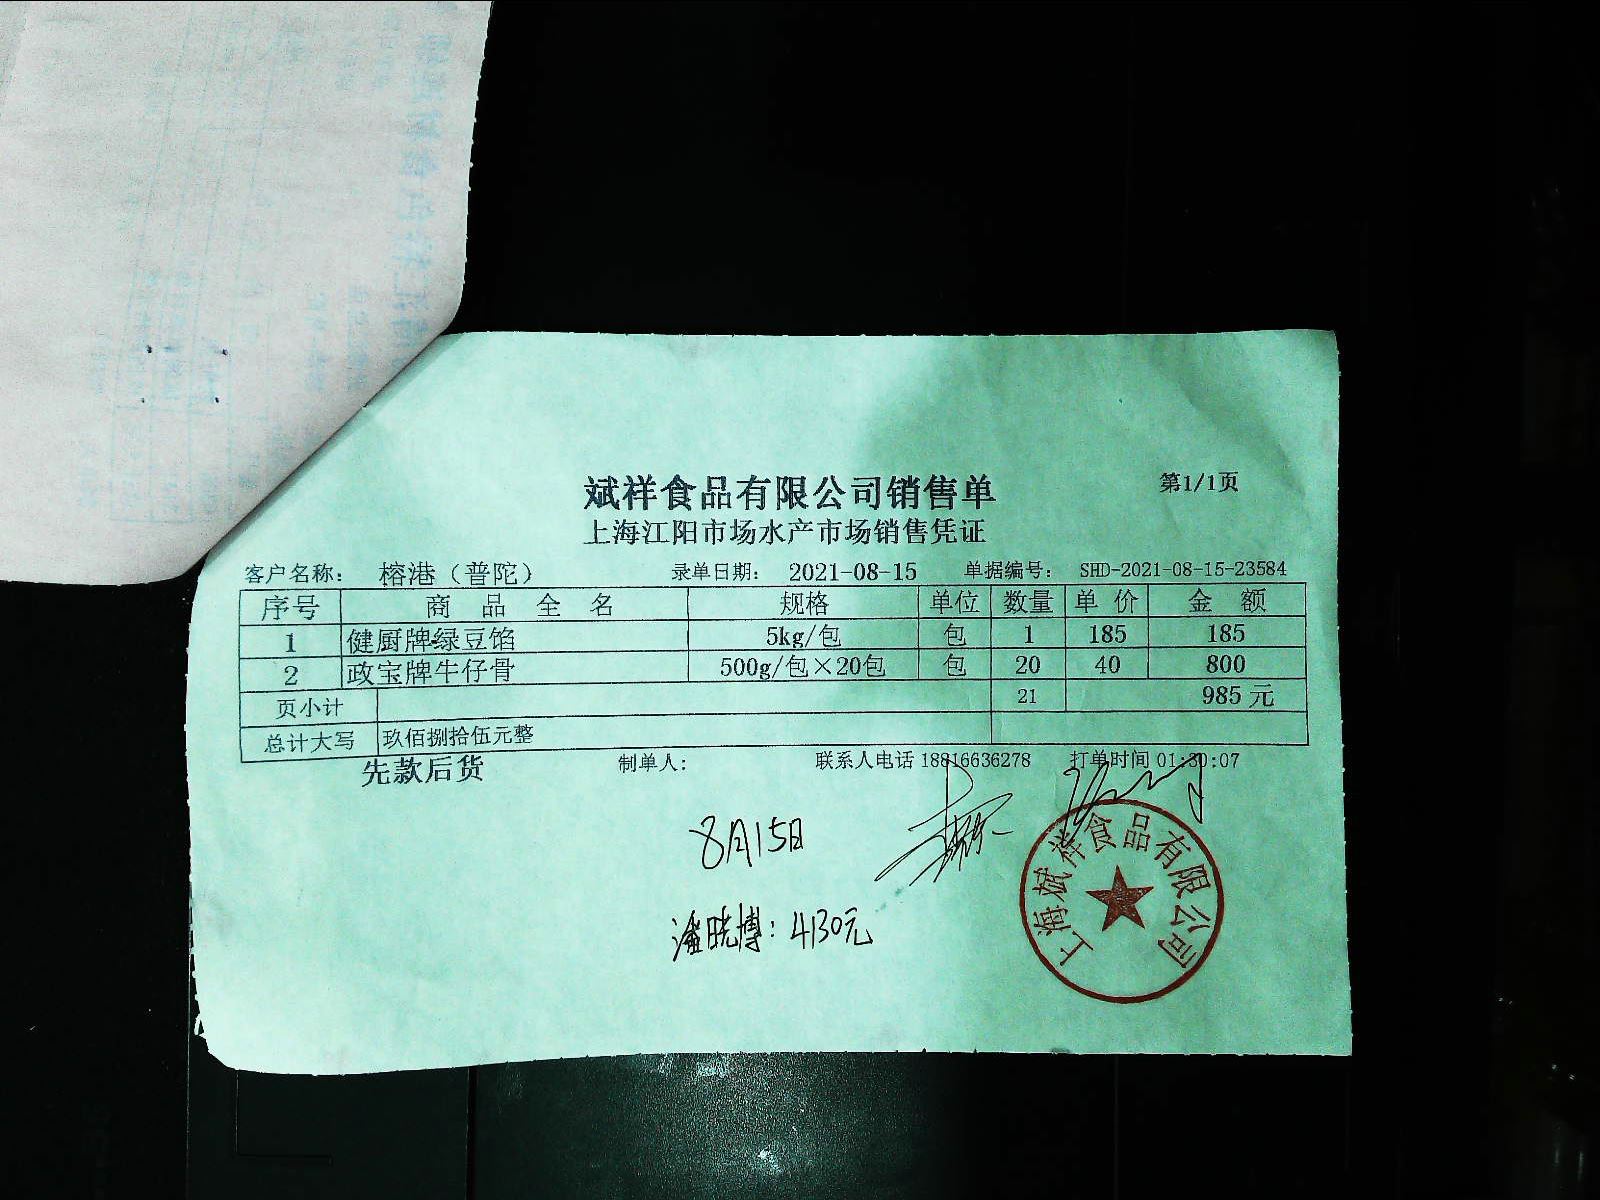 斌祥食品有限公司销售单
第1/1页
上海江阳市场水产市场销售凭证
客户名称： 榕港（普陀） 录单日期： 2021-08-15 单据编号： SHD-2021-08-15-23584
序号 商品全名 规格 单位 数量 单价 金额
1 健厨牌绿豆馅 5kg/包 包 1 185 185
2 政宝牌牛仔骨 500g/包×20包 包 20 40 800
页小计 21 985 元
总计大写 玖佰捌拾伍元整
先款后货 制单人: 联系人电话 18816636278 打单时间 01:30:07
8月15日
潘晓博：4130元
上海斌祥食品有限公司